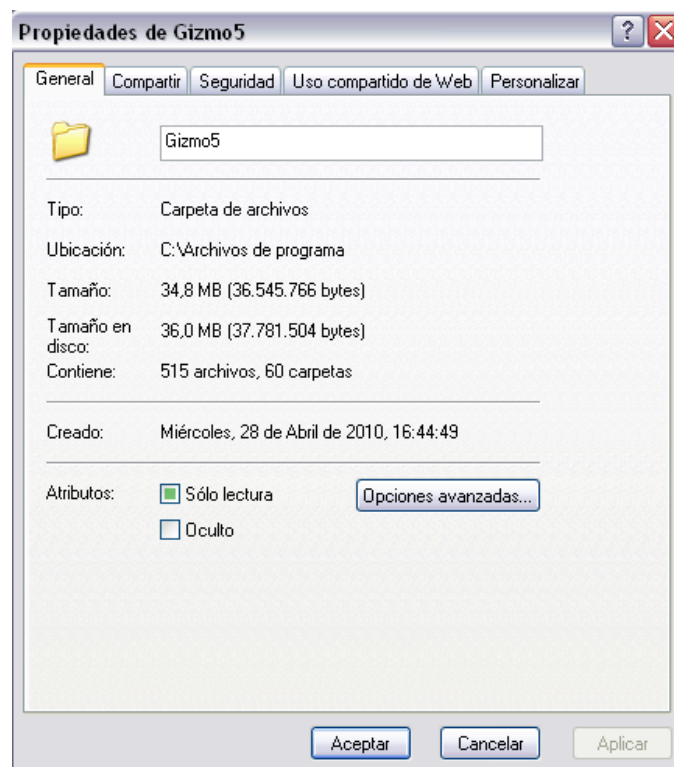 Propiedades de Gizmo5
General Compartir Seguridad Uso compartido de Web Personalizar
Gizmo5
Tipo: Carpeta de archivos
Ubicación: C:\Archivos de programa
Tamaño: 34,8 MB (36.545.766 bytes)
Tamaño en disco: 36,0 MB (37.781.504 bytes)
Contiene: 515 archivos, 60 carpetas
Creado: Miércoles, 28 de Abril de 2010, 16:44:49
Atributos: Sólo lectura Opciones avanzadas...
Oculto
Aceptar Cancelar Aplicar